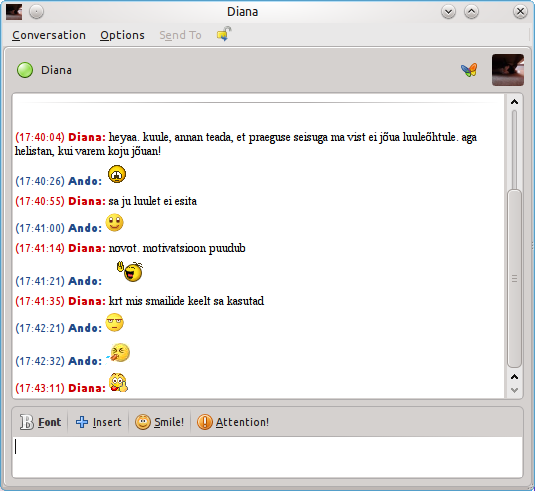 Diana
Conversation Options Send To
Diana
(17:40:04) Diana: heyaa. kuule, annan teada, et praeguse seisuga ma vist ei jõua luuleõhtule. aga
helistan, kui varem koju jõuan!
(17:40:26) Ando:
(17:40:55) Diana: sa ju luulet ei esita
(17:41:00) Ando:
(17:41:14) Diana: novot. motivatsioon puudub
(17:41:21) Ando:
(17:41:35) Diana: krt mis smailide keelt sa kasutad
(17:42:21) Ando:
(17:42:32) Ando:
(17:43:11) Diana:
B Font Insert Smile! Attention!